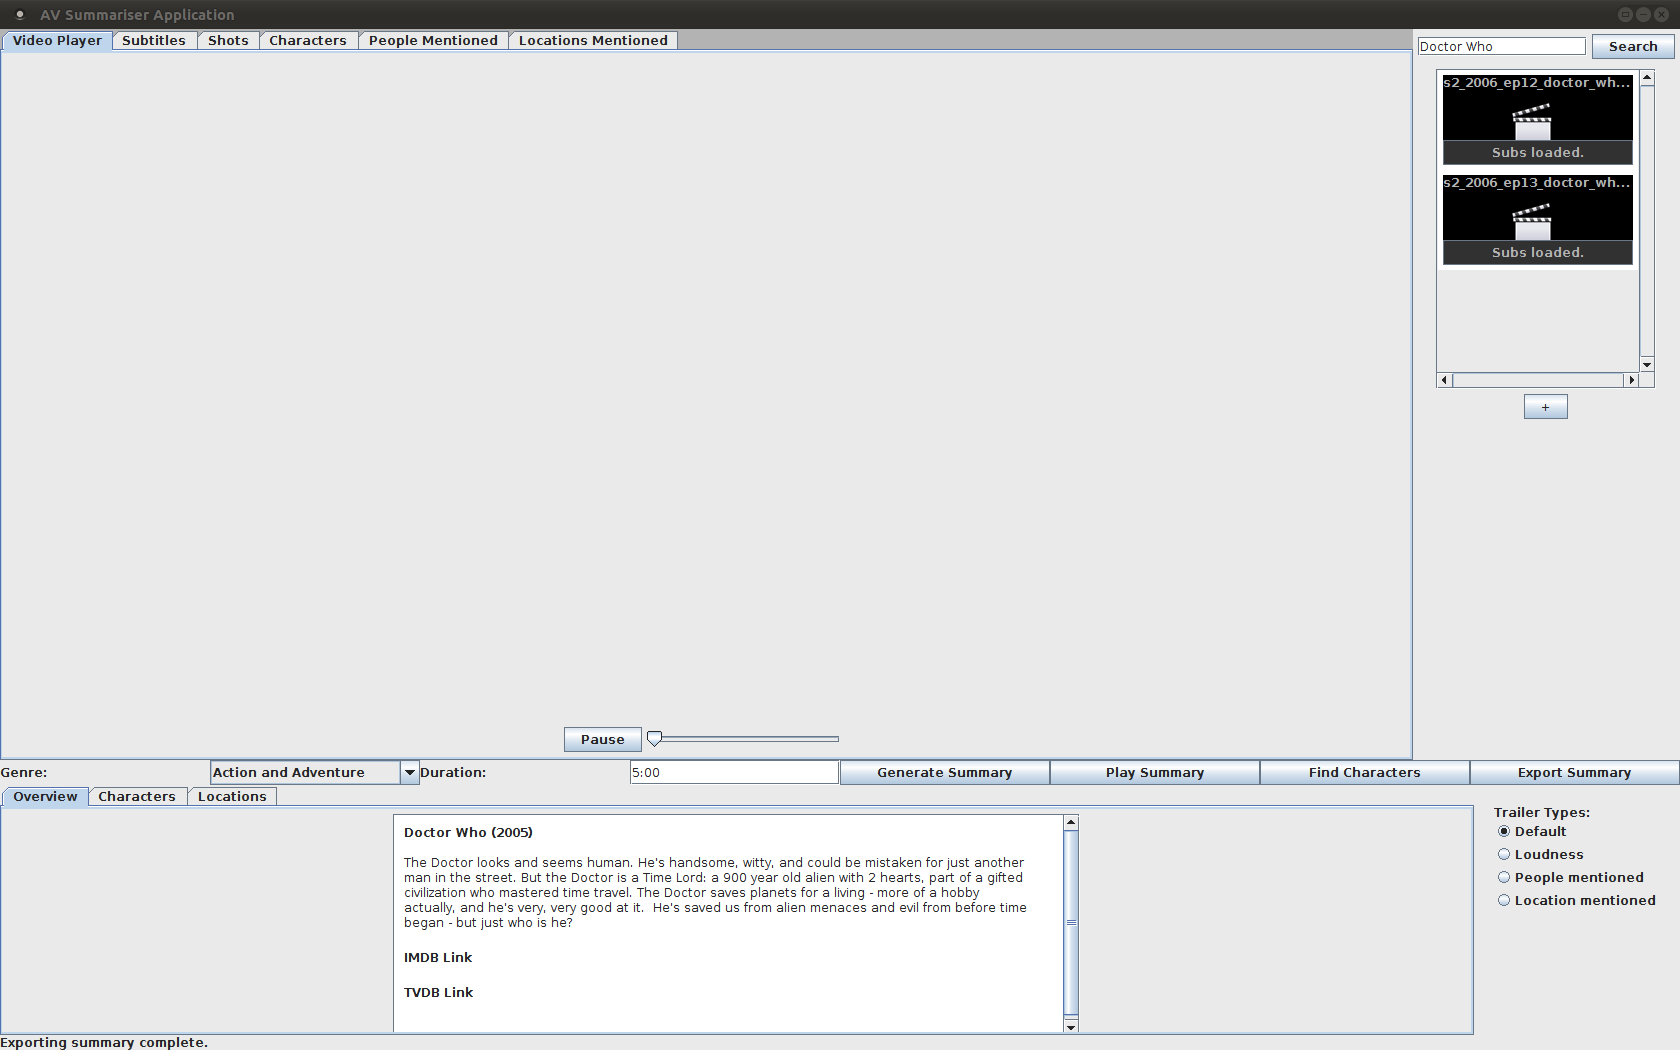 AV Summariser Application
Video Player Subtitles Shots Characters People Mentioned Locations Mentioned
Doctor Who Search
s2_2006_ep12_doctor_wh...
Subs loaded.
s2_2006_ep13_doctor_wh...
Subs loaded.
+
Pause
Genre: Action and Adventure Duration: 5:00 Generate Summary Play Summary Find Characters Export Summary
Overview Characters Locations
Doctor Who (2005)
The Doctor looks and seems human. He's handsome, witty, and could be mistaken for just another
man in the street. But the Doctor is a Time Lord: a 900 year old alien with 2 hearts, part of a gifted
civilization who mastered time travel. The Doctor saves planets for a living - more of a hobby
actually, and he's very, very good at it.  He's saved us from alien menaces and evil from before time
began - but just who is he?
IMDB Link
TVDB Link
Trailer Types:
Default
Loudness
People mentioned
Location mentioned
Exporting summary complete.